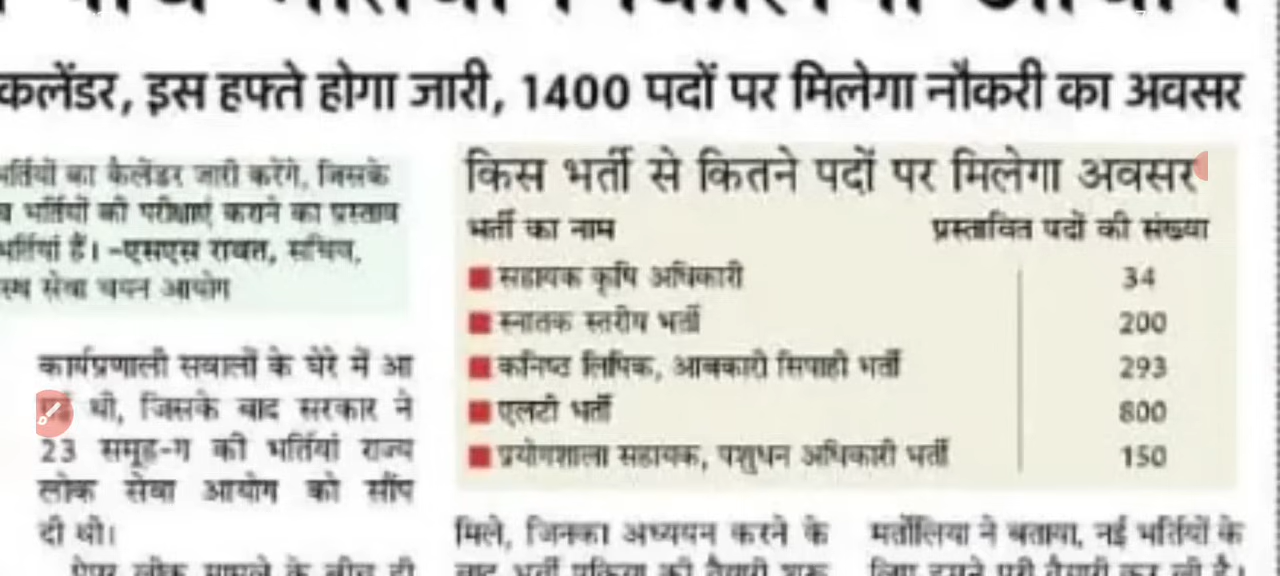 कलेंडर, इस हफ्ते होगा जारी, 1400 पदों पर मिलेगा नौकरी का अवसर
भर्तियों का कैलेंडर जारी करेंगे, जिसके
व भर्तियों की परीक्षाएं कराने का प्रस्ताव
भर्तियां हैं। -एसएस रावत, सचिव,
स्थ सेवा चयन आयोग
कार्यप्रणाली सवालों के घेरे में आ
गई थी, जिसके बाद सरकार ने
23 समूह-ग की भर्तियां राज्य
लोक सेवा आयोग को सौंप
दी थी।
किस भर्ती से कितने पदों पर मिलेगा अवसर
भर्ती का नाम प्रस्तावित पदों की संख्या
सहायक कृषि अधिकारी 34
स्नातक स्तरीय भर्ती 200
कनिष्ठ लिपिक, आबकारी सिपाही भर्ती 293
एलटी भर्ती 800
प्रयोगशाला सहायक, पशुधन अधिकारी भर्ती 150
मिले, जिनका अध्ययन करने के
मर्तोलिया ने बताया, नई भर्तियों के